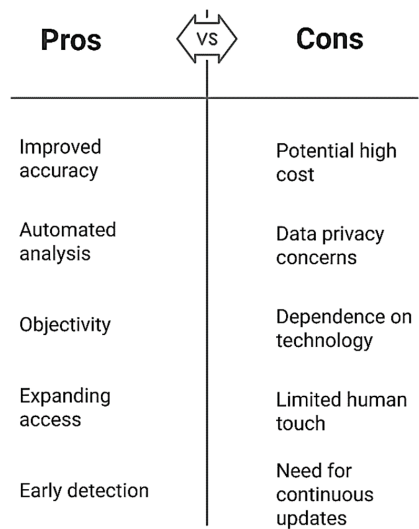 Pros
VS
Cons
Improved
accuracy
Potential high
cost
Automated
analysis
Data privacy
concerns
Objectivity
Dependence on
technology
Expanding
access
Limited human
touch
Early detection
Need for
continuous
updates